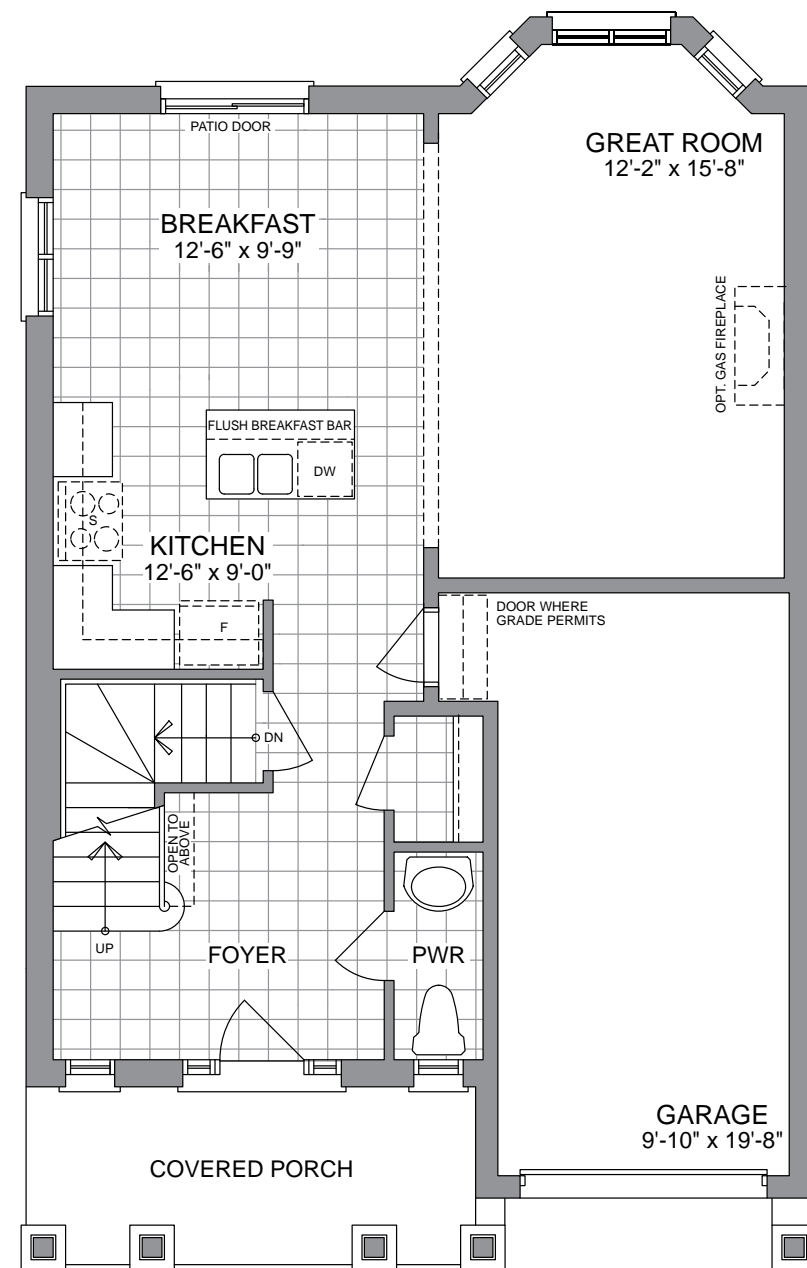 PATIO DOOR
GREAT ROOM
12'-2" x 15'-8"
BREAKFAST
12'-6" x 9'-9"
OPT. GAS FIREPLACE
FLUSH BREAKFAST BAR
DW
S
KITCHEN
12'-6" x 9'-0"
F
DOOR WHERE
GRADE PERMITS
DN
OPEN TO
ABOVE
UP
FOYER
PWR
GARAGE
9'-10" x 19'-8"
COVERED PORCH